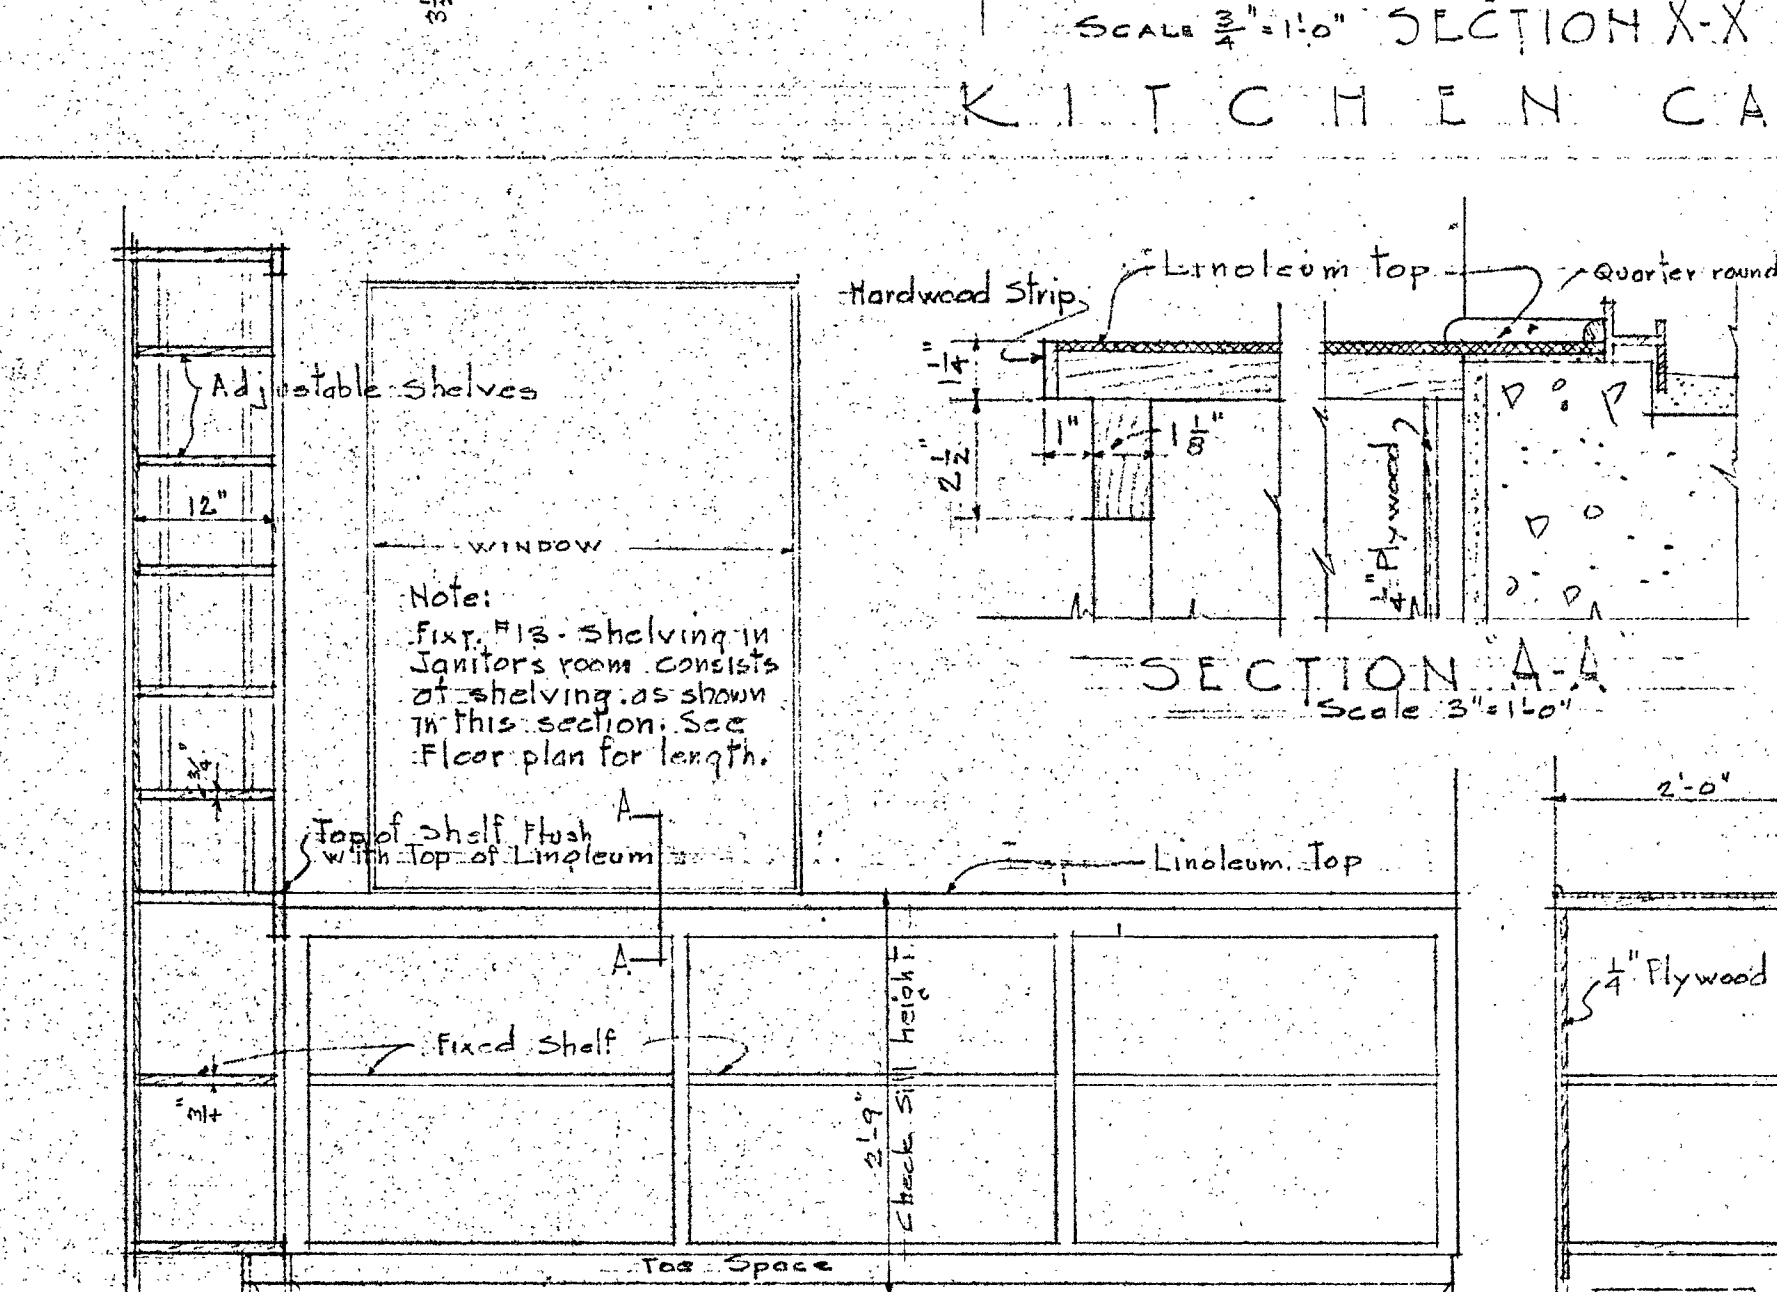 SCALE 3/4" = 1'-0" SECTION X-X
KITCHEN CA
Linoleum top
Quarter round
Hardwood Strip
1 1/4"
Adjustable Shelves
1"
1 1/8"
2 1/2"
1/4" Plywood
12"
WINDOW
Note:
Fixt. #13 - Shelving in
Janitors room consists
of shelving as shown
in this section. See
Floor plan for length.
SECTION "A-A"
Scale 3" = 1'-0"
3/4"
2'-0"
A
Top of Shelf Flush
with Top of Linoleum
Linoleum Top
A
1/4" Plywood
Fixed Shelf
3/4"
2'-9"
Check Sill height.
Toe Space